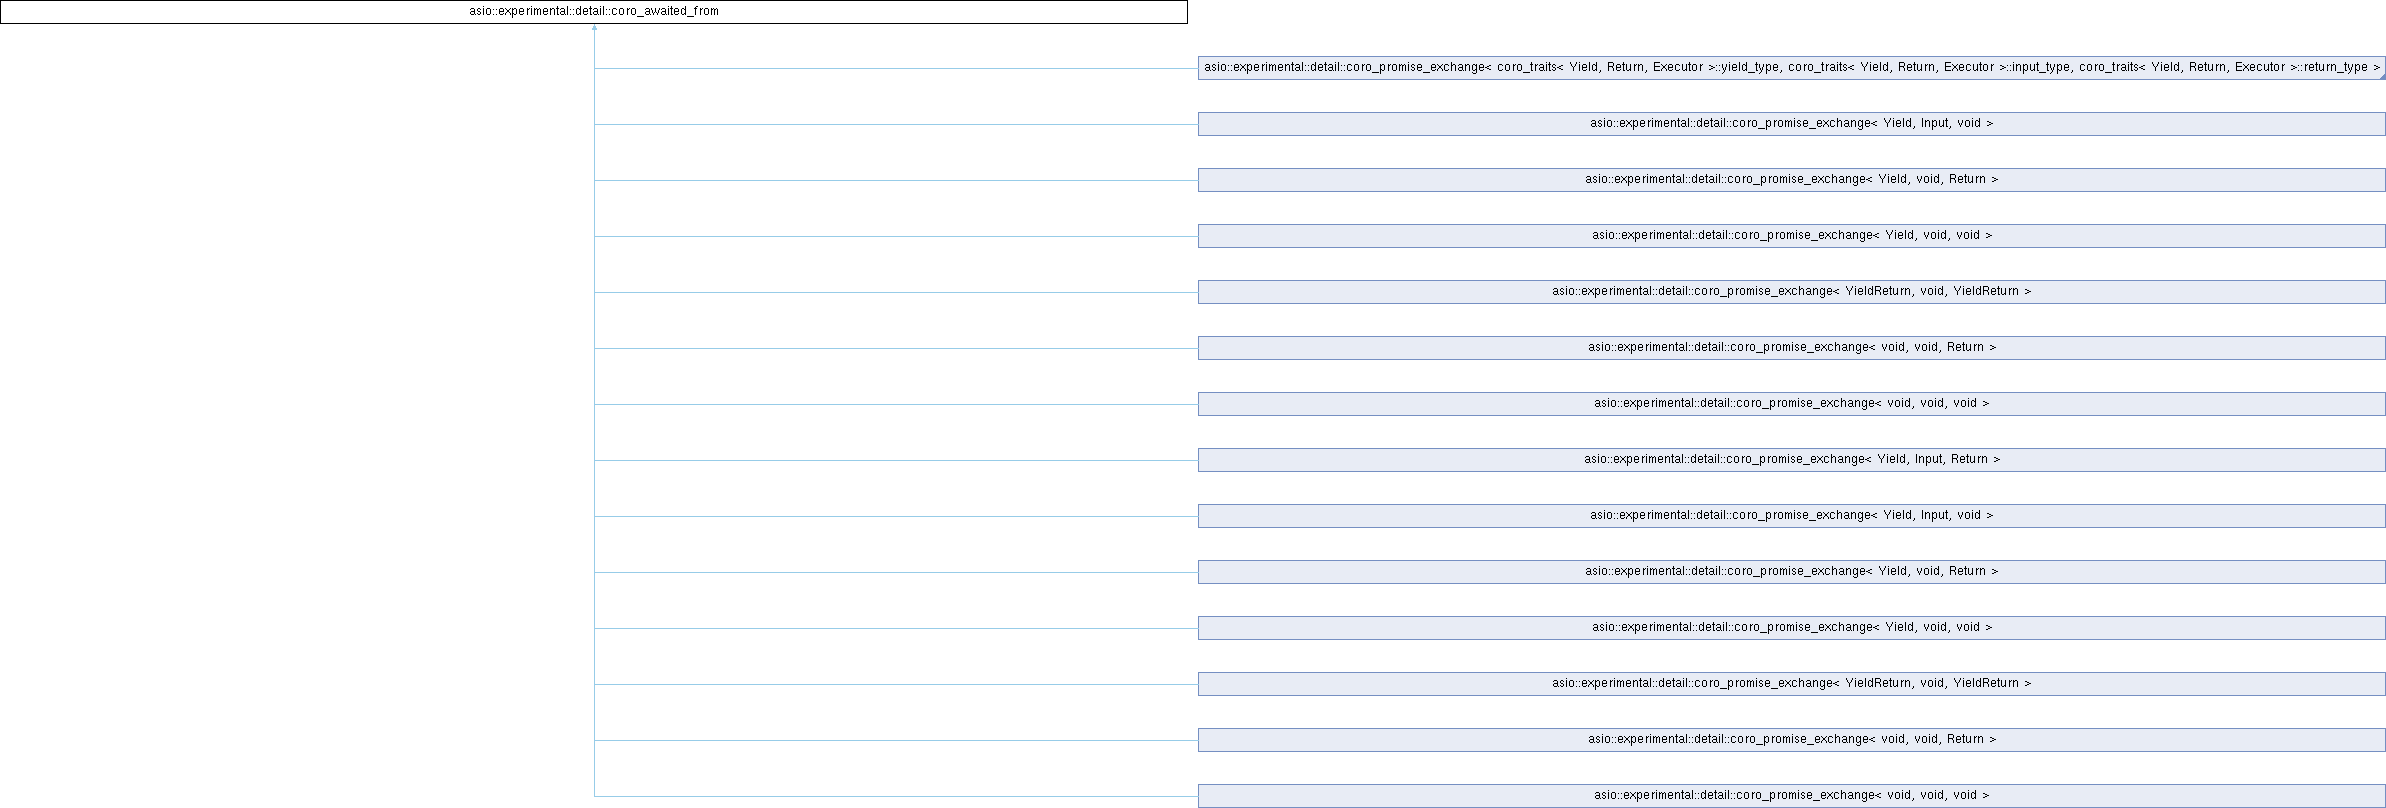 asio::experimental::detail::coro_awaited_from
asio::experimental::detail::coro_promise_exchange< coro_traits< Yield, Return, Executor >::yield_type, coro_traits< Yield, Return, Executor >::input_type, coro_traits< Yield, Return, Executor >::return_type >
asio::experimental::detail::coro_promise_exchange< Yield, Input, void >
asio::experimental::detail::coro_promise_exchange< Yield, void, Return >
asio::experimental::detail::coro_promise_exchange< Yield, void, void >
asio::experimental::detail::coro_promise_exchange< YieldReturn, void, YieldReturn >
asio::experimental::detail::coro_promise_exchange< void, void, Return >
asio::experimental::detail::coro_promise_exchange< void, void, void >
asio::experimental::detail::coro_promise_exchange< Yield, Input, Return >
asio::experimental::detail::coro_promise_exchange< Yield, Input, void >
asio::experimental::detail::coro_promise_exchange< Yield, void, Return >
asio::experimental::detail::coro_promise_exchange< Yield, void, void >
asio::experimental::detail::coro_promise_exchange< YieldReturn, void, YieldReturn >
asio::experimental::detail::coro_promise_exchange< void, void, Return >
asio::experimental::detail::coro_promise_exchange< void, void, void >